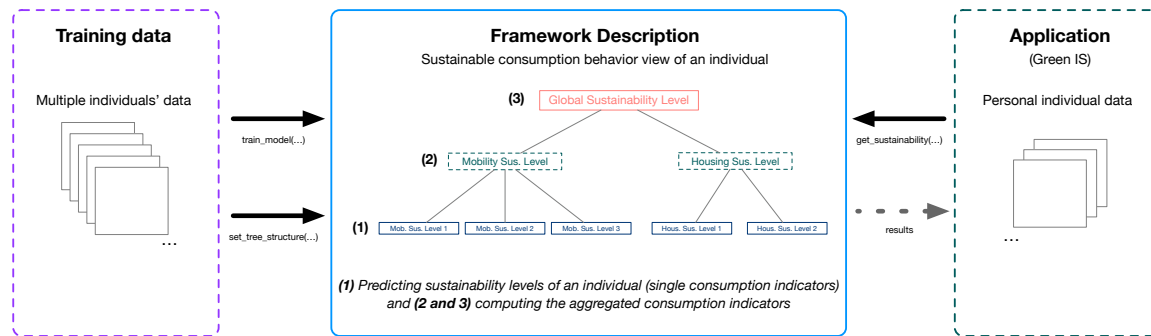 Training data
Multiple individuals' data
...
train_model(...)
set_tree_structure(...)
Framework Description
Sustainable consumption behavior view of an individual
(3) Global Sustainability Level
(2) Mobility Sus. Level Housing Sus. Level
(1) Mob. Sus. Level 1 Mob. Sus. Level 2 Mob. Sus. Level 3 Hous. Sus. Level 1 Hous. Sus. Level 2
(1) Predicting sustainability levels of an individual (single consumption indicators)
and (2 and 3) computing the aggregated consumption indicators
get_sustainability(...)
results
Application
(Green IS)
Personal individual data
...